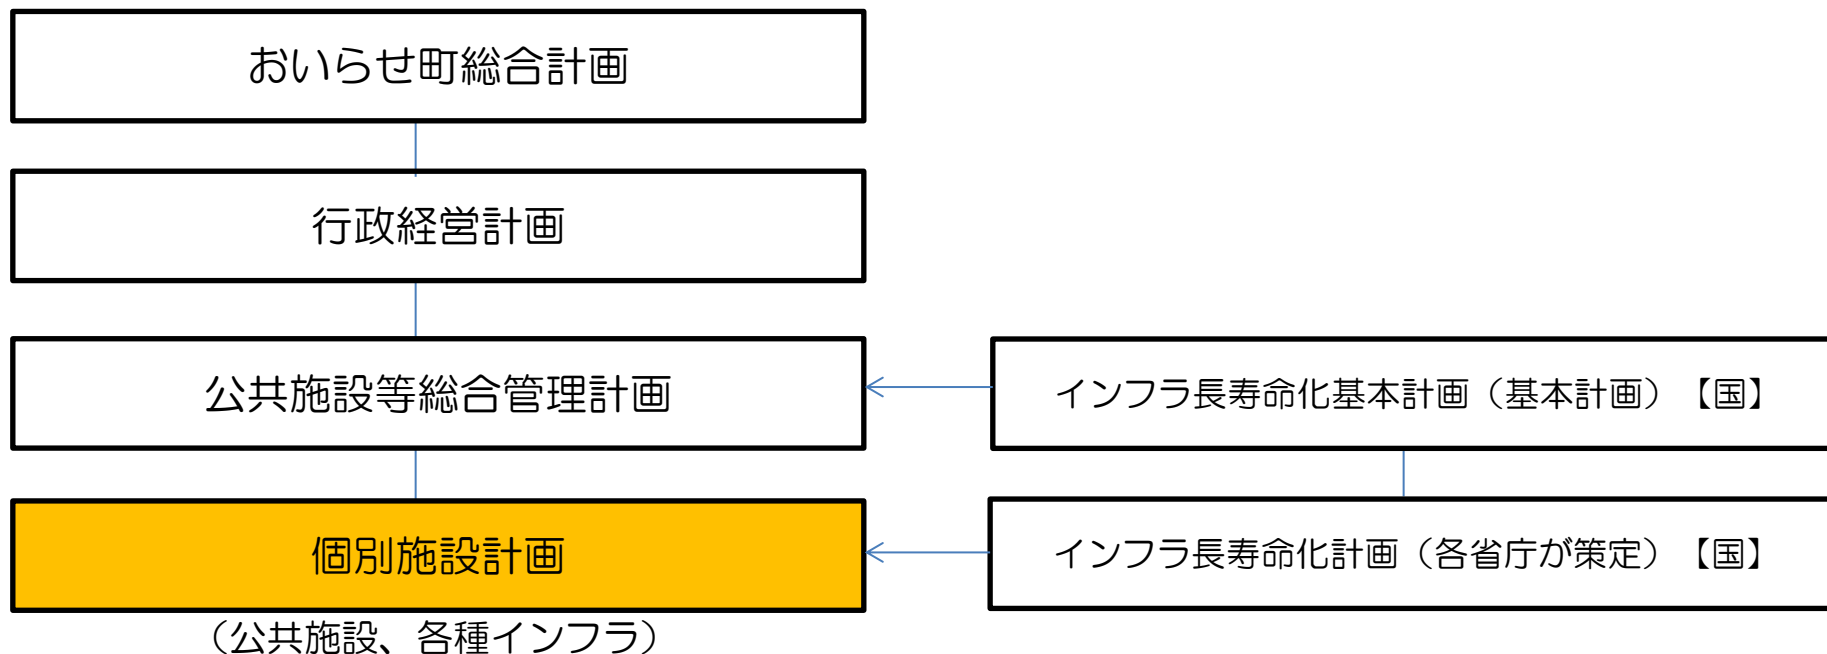 おいらせ町総合計画
行政経営計画
公共施設等総合管理計画
インフラ長寿命化基本計画（基本計画）【国】
個別施設計画
インフラ長寿命化計画（各省庁が策定）【国】
（公共施設、各種インフラ）